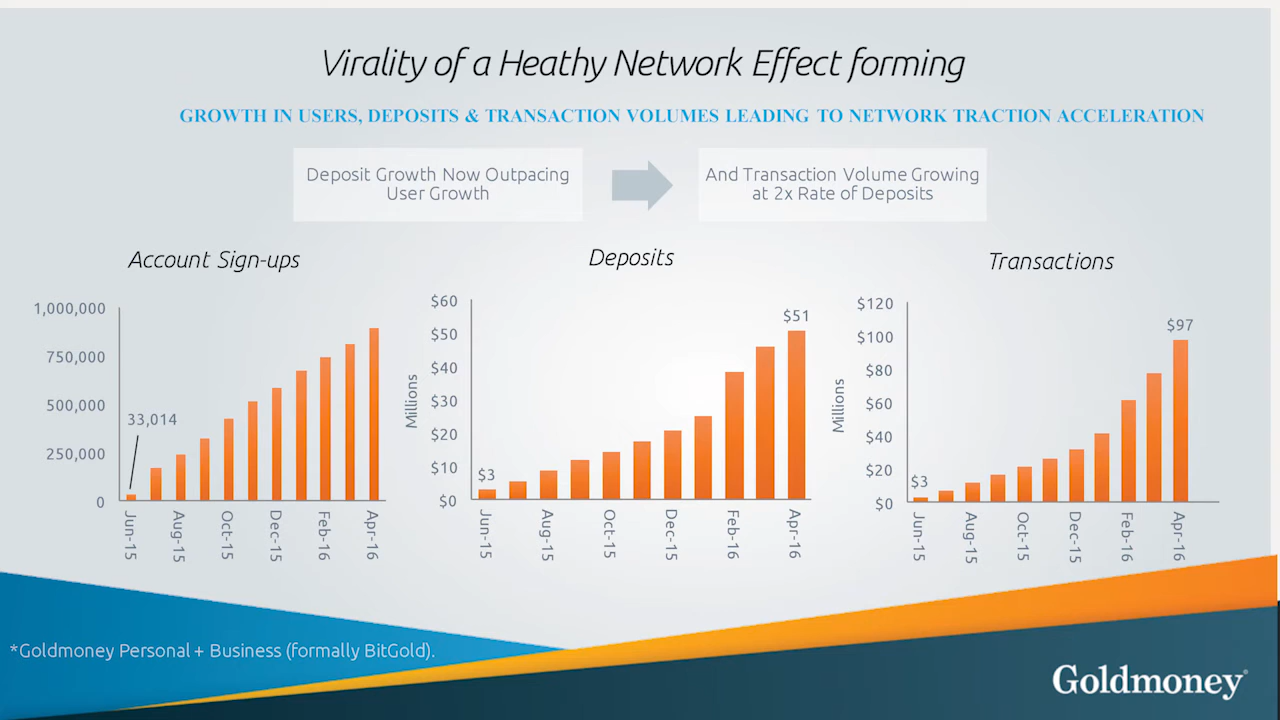 Virality of a Heathy Network Effect forming
GROWTH IN USERS, DEPOSITS & TRANSACTION VOLUMES LEADING TO NETWORK TRACTION ACCELERATION
Deposit Growth Now Outpacing
User Growth
And Transaction Volume Growing
at 2x Rate of Deposits
Account Sign-ups
1,000,000
750,000
500,000
250,000
0
33,014
Jun-15
Aug-15
Oct-15
Dec-15
Feb-16
Apr-16
Deposits
Millions
$60
$50
$40
$30
$20
$10
$0
$3
$51
Jun-15
Aug-15
Oct-15
Dec-15
Feb-16
Apr-16
Transactions
Millions
$120
$100
$80
$60
$40
$20
$0
$3
$97
Jun-15
Aug-15
Oct-15
Dec-15
Feb-16
Apr-16
*Goldmoney Personal + Business (formally BitGold).
Goldmoney®